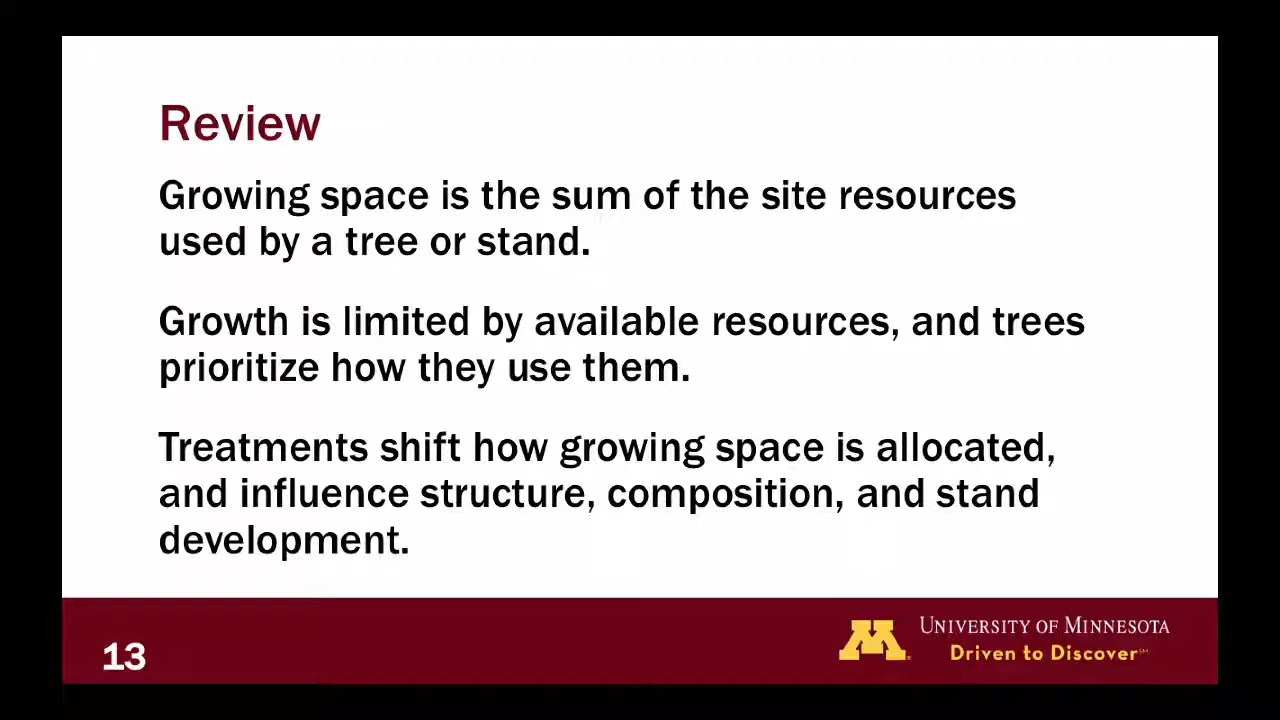 Review
Growing space is the sum of the site resources
used by a tree or stand.
Growth is limited by available resources, and trees
prioritize how they use them.
Treatments shift how growing space is allocated,
and influence structure, composition, and stand
development.
13
M
UNIVERSITY OF MINNESOTA
Driven to Discover℠